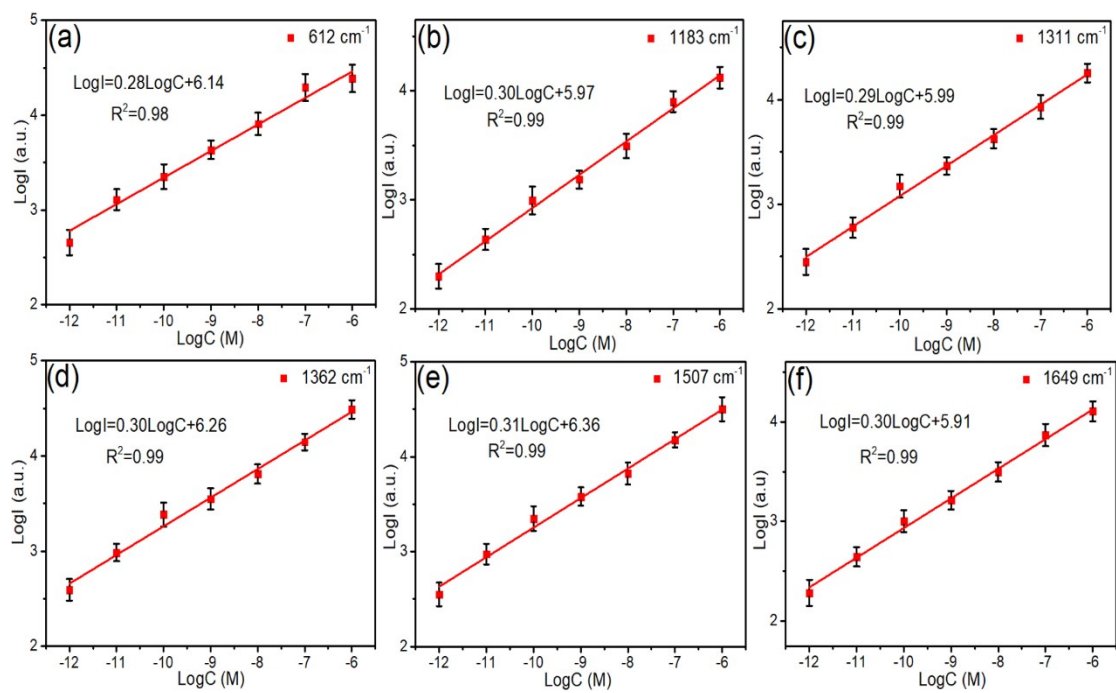 (a)
612 cm⁻¹
LogI=0.28LogC+6.14
R²=0.98
LogI (a.u.)
5
4
3
2
-12 -11 -10 -9 -8 -7 -6
LogC (M)
(b)
1183 cm⁻¹
LogI=0.30LogC+5.97
R²=0.99
LogI (a.u.)
4
3
2
-12 -11 -10 -9 -8 -7 -6
LogC (M)
(c)
1311 cm⁻¹
LogI=0.29LogC+5.99
R²=0.99
LogI (a.u.)
4
3
2
-12 -11 -10 -9 -8 -7 -6
LogC (M)
(d)
1362 cm⁻¹
LogI=0.30LogC+6.26
R²=0.99
LogI (a.u.)
5
4
3
2
-12 -11 -10 -9 -8 -7 -6
LogC (M)
(e)
1507 cm⁻¹
LogI=0.31LogC+6.36
R²=0.99
LogI (a.u.)
5
4
3
2
-12 -11 -10 -9 -8 -7 -6
LogC (M)
(f)
1649 cm⁻¹
LogI=0.30LogC+5.91
R²=0.99
LogI (a.u)
4
3
2
-12 -11 -10 -9 -8 -7 -6
LogC (M)